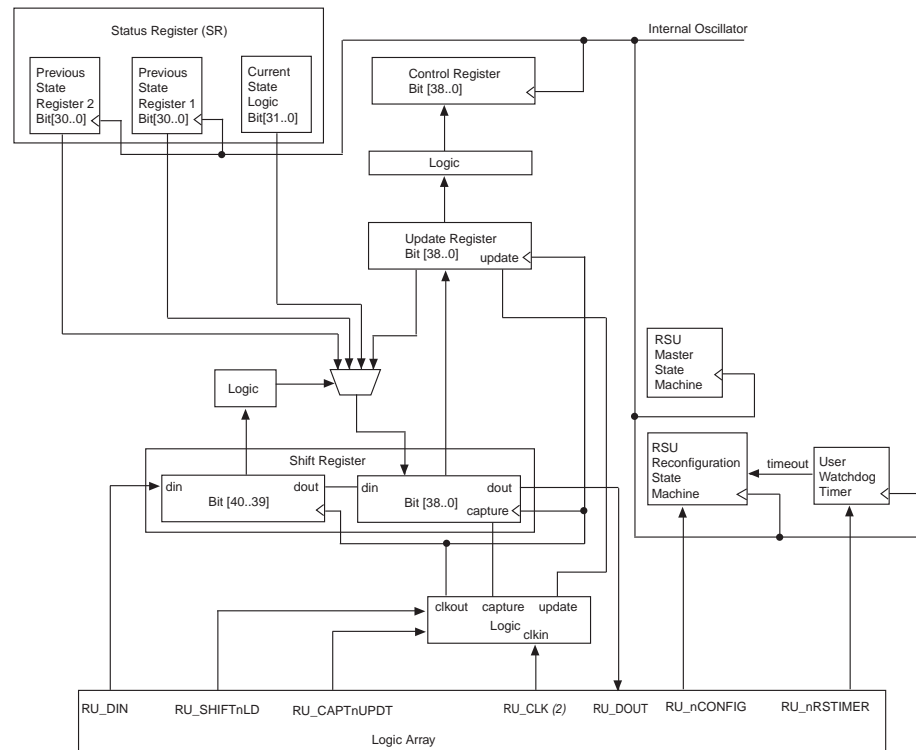 Status Register (SR)
Internal Oscillator
Previous
State
Register 2
Bit[30..0]
Previous
State
Register 1
Bit[30..0]
Current
State
Logic
Bit[31..0]
Control Register
Bit [38..0]
Logic
Update Register
Bit [38..0]
update
RSU
Master
State
Machine
Logic
Shift Register
din
dout
Bit [40..39]
din
dout
Bit [38..0]
capture
RSU
Reconfiguration
State
Machine
timeout
User
Watchdog
Timer
clkout
capture
update
Logic
clkin
RU_DIN
RU_SHIFTnLD
RU_CAPTnUPDT
RU_CLK (2)
RU_DOUT
RU_nCONFIG
RU_nRSTIMER
Logic Array